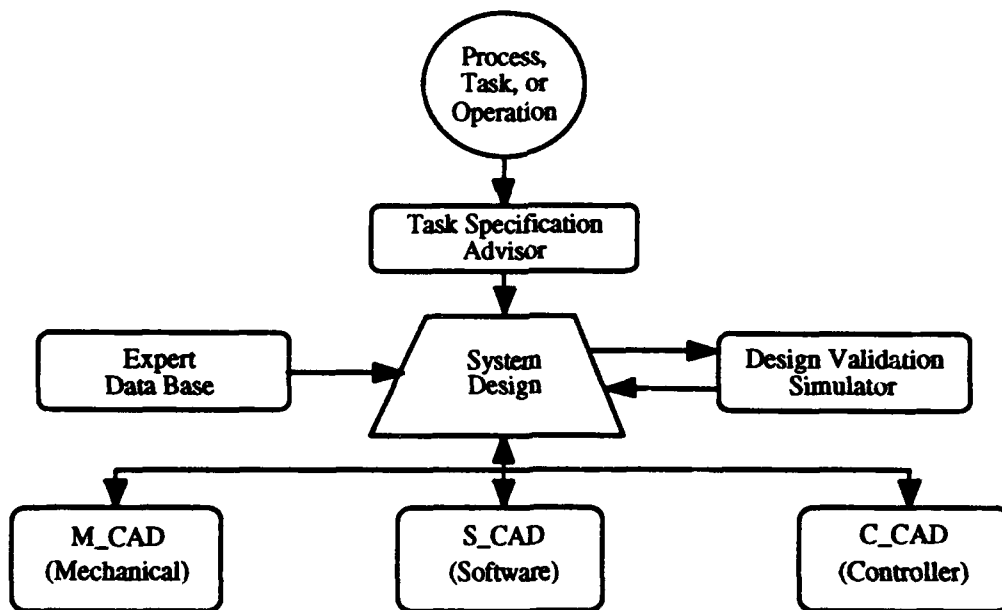 Process,
Task, or
Operation
Task Specification
Advisor
Expert
Data Base
System
Design
Design Validation
Simulator
M_CAD
(Mechanical)
S_CAD
(Software)
C_CAD
(Controller)